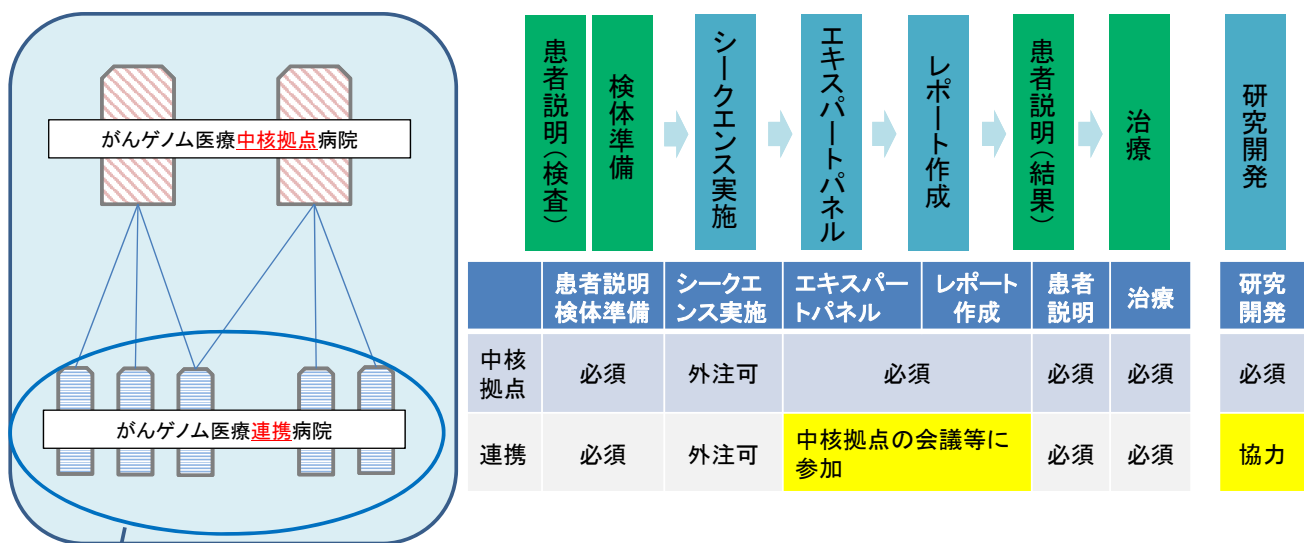 がんゲノム医療中核拠点病院
がんゲノム医療連携病院
患者説明(検査)
検体準備
シークエンス実施
エキスパートパネル
レポート作成
患者説明(結果)
治療
研究開発
患者説明
検体準備
シークエ
ンス実施
エキスパー
トパネル
レポート
作成
患者
説明
治療
研究
開発
中核
拠点
必須
外注可
必須
必須
必須
必須
連携
必須
外注可
中核拠点の会議等に
参加
必須
必須
協力